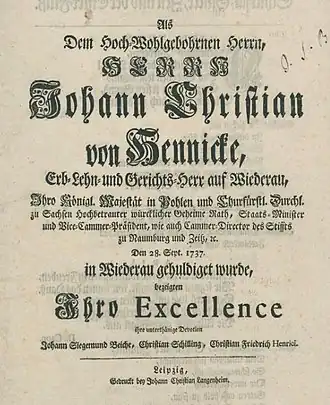 Als
Dem Hoch-Wohlgebohrnen Herrn,
HERRN
Johann Christian
von Hennicke,
Erb-Lehn-und Gerichts-Herr auf Wiederau,
Ihro Königl. Majestät in Pohlen und Churfürstl. Durchl.
zu Sachsen Hochbetrauter würcklicher Geheime Rath, Staats-Minister
und Vice-Cammer-Präsident, wie auch Cammer-Director des Stiffts
zu Naumburg und Zeitz, ꝛc.
Den 28. Sept. 1737.
in Wiederau gehuldiget wurde,
bezeigten
Ihro Excellence
ihre unterthänige Devotion
Johann Siegemund Beiche, Christian Schilling, Christian Friedrich Henrici.
Leipzig,
Gedruckt bey Johann Christian Langenheim.